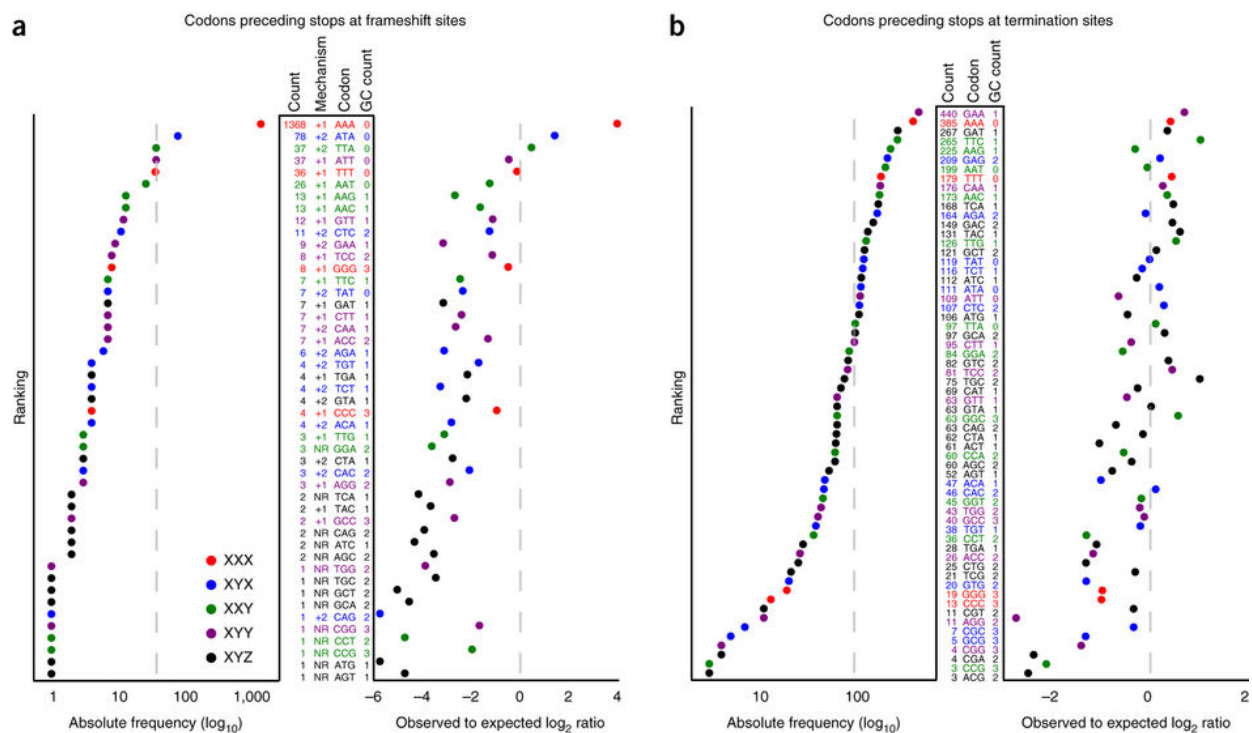 a
Codons preceding stops at frameshift sites
Count Mechanism Codon GC count
1368 +1 AAA 0
78 +2 ATA 0
37 +2 TTA 0
37 +1 ATT 0
36 +1 TTT 0
26 +1 AAT 0
13 +1 AAG 1
13 +1 AAC 1
12 +1 GTT 1
11 +2 CTC 2
9 +2 GAA 1
8 +1 TCC 2
8 +1 GGG 3
7 +1 TTC 1
7 +2 TAT 0
7 +1 GAT 1
7 +1 CTT 1
7 +2 CAA 1
7 +1 ACC 2
6 +2 AGA 1
4 +2 TGT 1
4 +1 TGA 1
4 +2 TCT 1
4 +2 GTA 1
4 +1 CCC 3
4 +2 ACA 1
3 +1 TTG 1
3 NR GGA 2
3 +2 CTA 1
3 +2 CAC 2
3 +1 AGG 2
2 NR TCA 1
2 +1 TAC 1
2 +1 GCC 3
2 NR CAG 2
2 NR ATC 1
2 NR AGC 2
1 NR TGG 2
1 NR TGC 2
1 NR GCT 2
1 NR GCA 2
1 +2 CAG 2
1 NR CGG 3
1 NR CCT 2
1 NR CCG 3
1 NR ATG 1
1 NR AGT 1
Ranking
XXX
XYX
XXY
XYY
XYZ
1 10 100 1,000
−6 −4 −2 0 2 4
Absolute frequency (log10)
Observed to expected log2 ratio
b
Codons preceding stops at termination sites
Count Codon GC count
440 GAA 1
385 AAA 0
267 GAT 1
265 TTC 1
225 AAG 1
209 GAG 2
199 AAT 0
179 TTT 0
176 CAA 1
173 AAC 1
168 TCA 1
164 AGA 2
149 GAC 2
131 TAC 1
126 TTG 1
121 GCT 2
119 TAT 0
116 TCT 1
112 ATC 1
111 ATA 0
109 ATT 0
107 CTC 2
106 ATG 1
97 TTA 0
97 GCA 2
95 CTT 1
84 GGA 2
82 GTC 2
81 TCC 2
75 TGC 2
69 CAT 1
63 GTT 1
63 GTA 1
63 GGC 3
63 CAG 2
62 CTA 1
61 ACT 1
60 CCA 2
60 AGC 2
52 AGT 1
47 ACA 1
46 CAC 2
45 GGT 2
43 TGG 2
40 GCC 3
38 TGT 1
36 CCT 2
28 TGA 1
26 ACC 2
25 CTG 2
21 TCG 2
20 GTG 2
19 GGG 3
13 CCC 3
11 CGT 2
11 AGG 2
7 CGC 3
5 GCG 3
4 CGG 3
4 CGA 2
3 CCG 3
3 ACG 2
Ranking
10 100
−2 0 2
Absolute frequency (log10)
Observed to expected log2 ratio